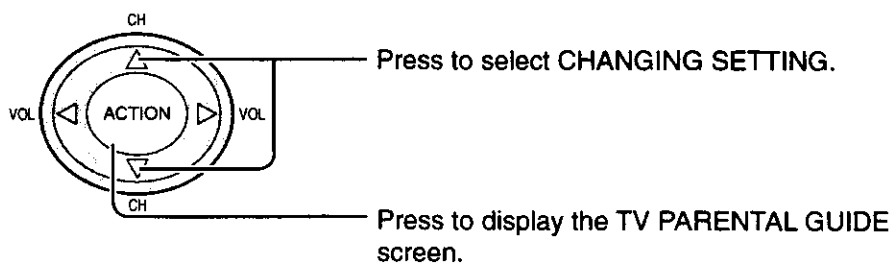 CH
Press to select CHANGING SETTING.
VOL
ACTION
VOL
CH
Press to display the TV PARENTAL GUIDE
screen.